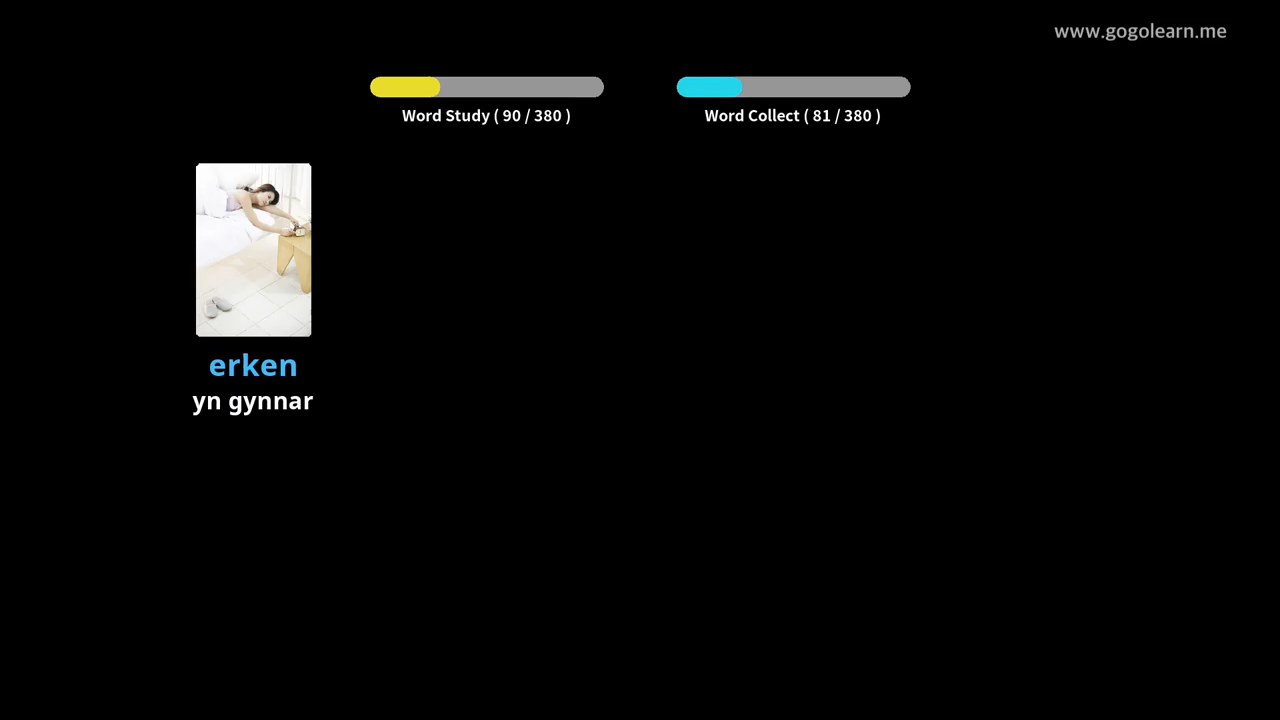 www.gogolearn.me
Word Study ( 90 / 380 )
Word Collect ( 81 / 380 )
erken
yn gynnar